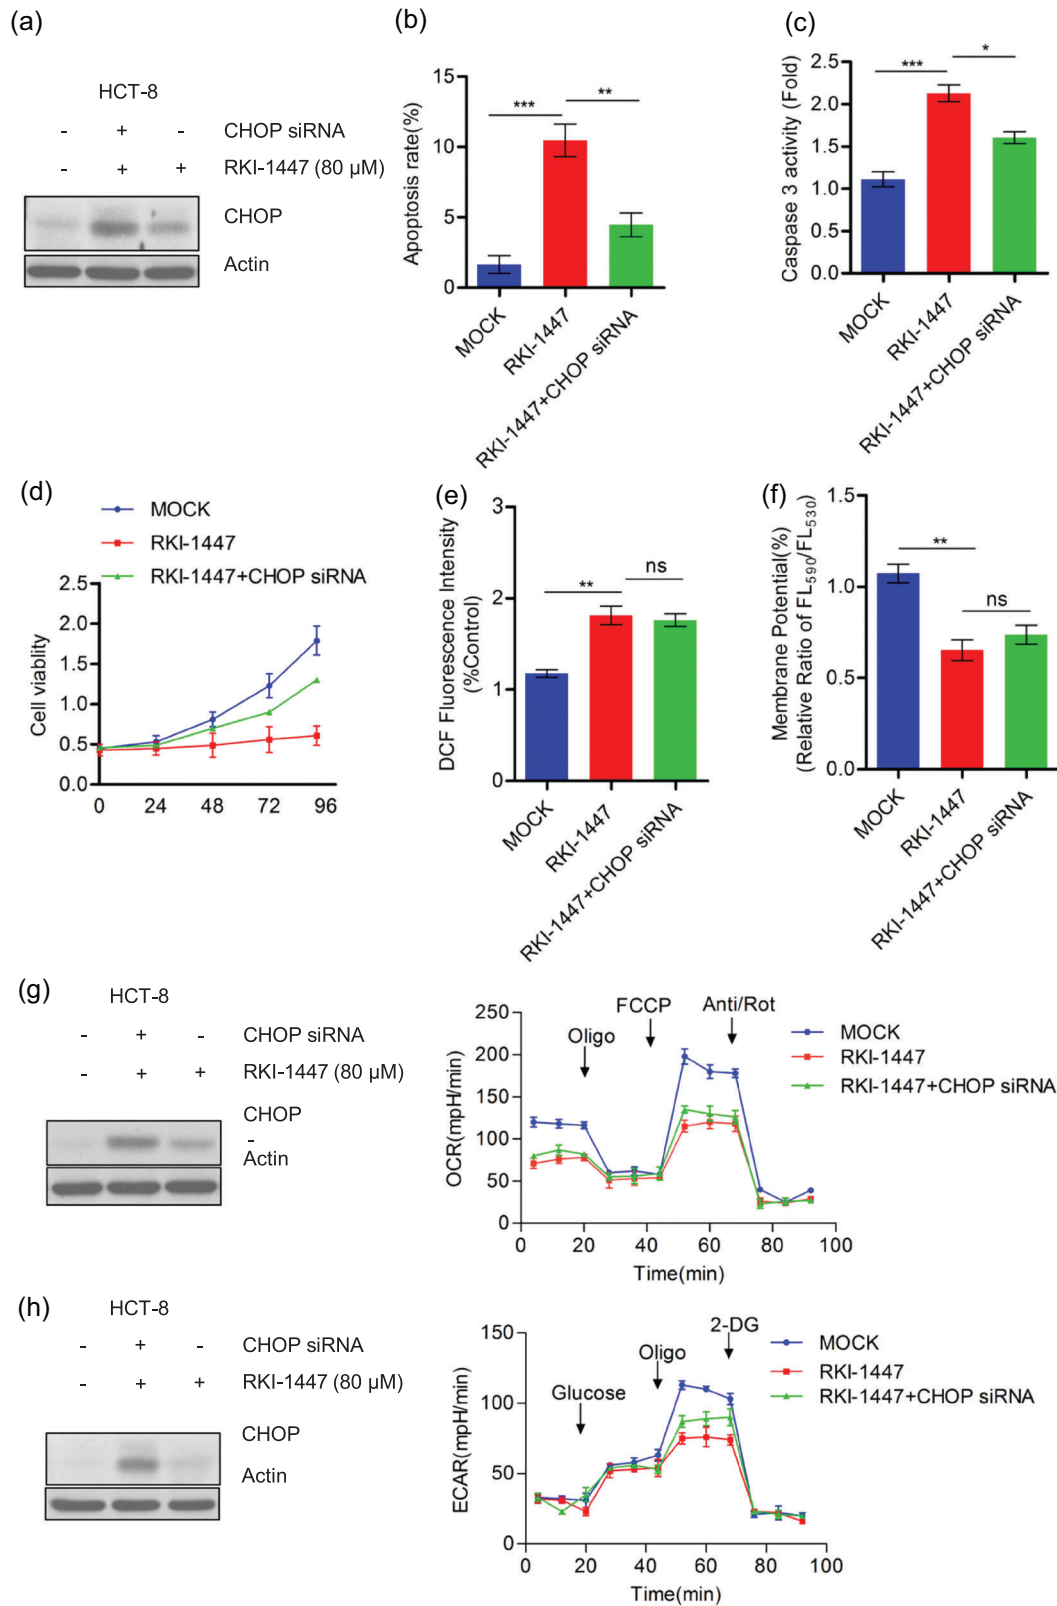 (a)
HCT-8
- + - CHOP siRNA
- + + RKI-1447 (80 µM)
CHOP
Actin
(b)
Apoptosis rate(%)
15
10
5
0
*** **
MOCK
RKI-1447
RKI-1447+CHOP siRNA
(c)
Caspase 3 activity (Fold)
2.5
2.0
1.5
1.0
0.5
0.0
*** *
MOCK
RKI-1447
RKI-1447+CHOP siRNA
(d)
MOCK
RKI-1447
RKI-1447+CHOP siRNA
Cell viablity
2.5
2.0
1.5
1.0
0.5
0.0
0 24 48 72 96
(e)
DCF Fluorescence Intensity
(%Control)
3
2
1
0
** ns
MOCK
RKI-1447
RKI-1447+CHOP siRNA
(f)
Membrane Potential(%)
(Relative Ratio of FL590/FL530)
1.5
1.0
0.5
0.0
** ns
MOCK
RKI-1447
RKI-1447+CHOP siRNA
(g)
HCT-8
- + - CHOP siRNA
- + + RKI-1447 (80 µM)
CHOP
-
Actin
OCR(mpH/min)
250
200
150
100
50
0
Oligo
FCCP
Anti/Rot
MOCK
RKI-1447
RKI-1447+CHOP siRNA
0 20 40 60 80 100
Time(min)
(h)
HCT-8
- + - CHOP siRNA
- + + RKI-1447 (80 µM)
CHOP
Actin
ECAR(mpH/min)
150
100
50
0
Glucose
Oligo
2-DG
MOCK
RKI-1447
RKI-1447+CHOP siRNA
0 20 40 60 80 100
Time(min)